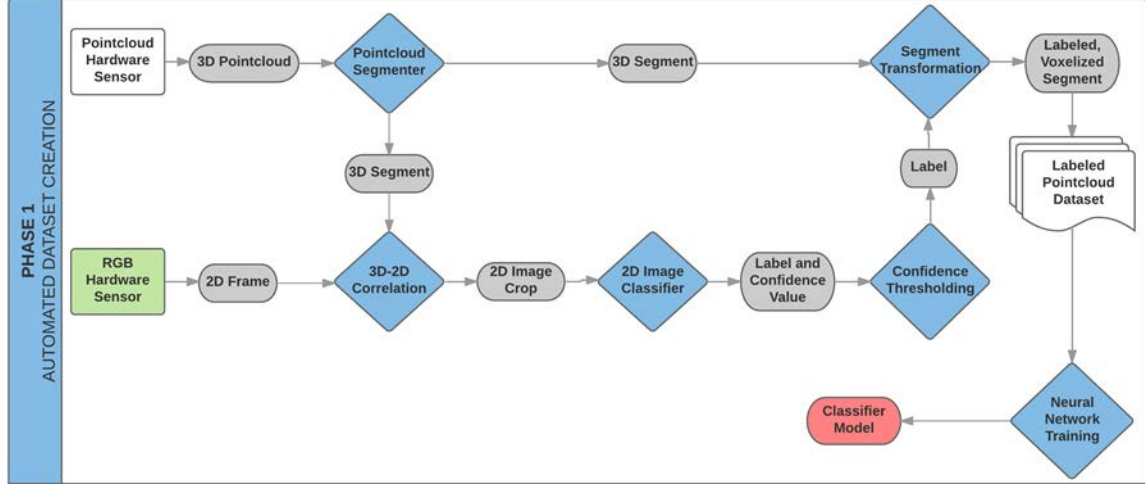 PHASE 1
AUTOMATED DATASET CREATION
Pointcloud
Hardware
Sensor
3D Pointcloud
Pointcloud
Segmenter
3D Segment
Segment
Transformation
Labeled,
Voxelized
Segment
3D Segment
Label
Labeled
Pointcloud
Dataset
RGB
Hardware
Sensor
2D Frame
3D-2D
Correlation
2D Image
Crop
2D Image
Classifier
Label and
Confidence
Value
Confidence
Thresholding
Classifier
Model
Neural
Network
Training